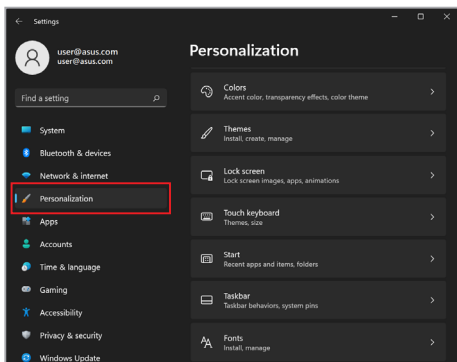 Settings
user@asus.com
user@asus.com
Find a setting
System
Bluetooth & devices
Network & internet
Personalization
Apps
Accounts
Time & language
Gaming
Accessibility
Privacy & security
Windows Update
Personalization
Colors
Accent color, transparency effects, color theme
Themes
Install, create, manage
Lock screen
Lock screen images, apps, animations
Touch keyboard
Themes, size
Start
Recent apps and items, folders
Taskbar
Taskbar behaviors, system pins
Fonts
Install, manage